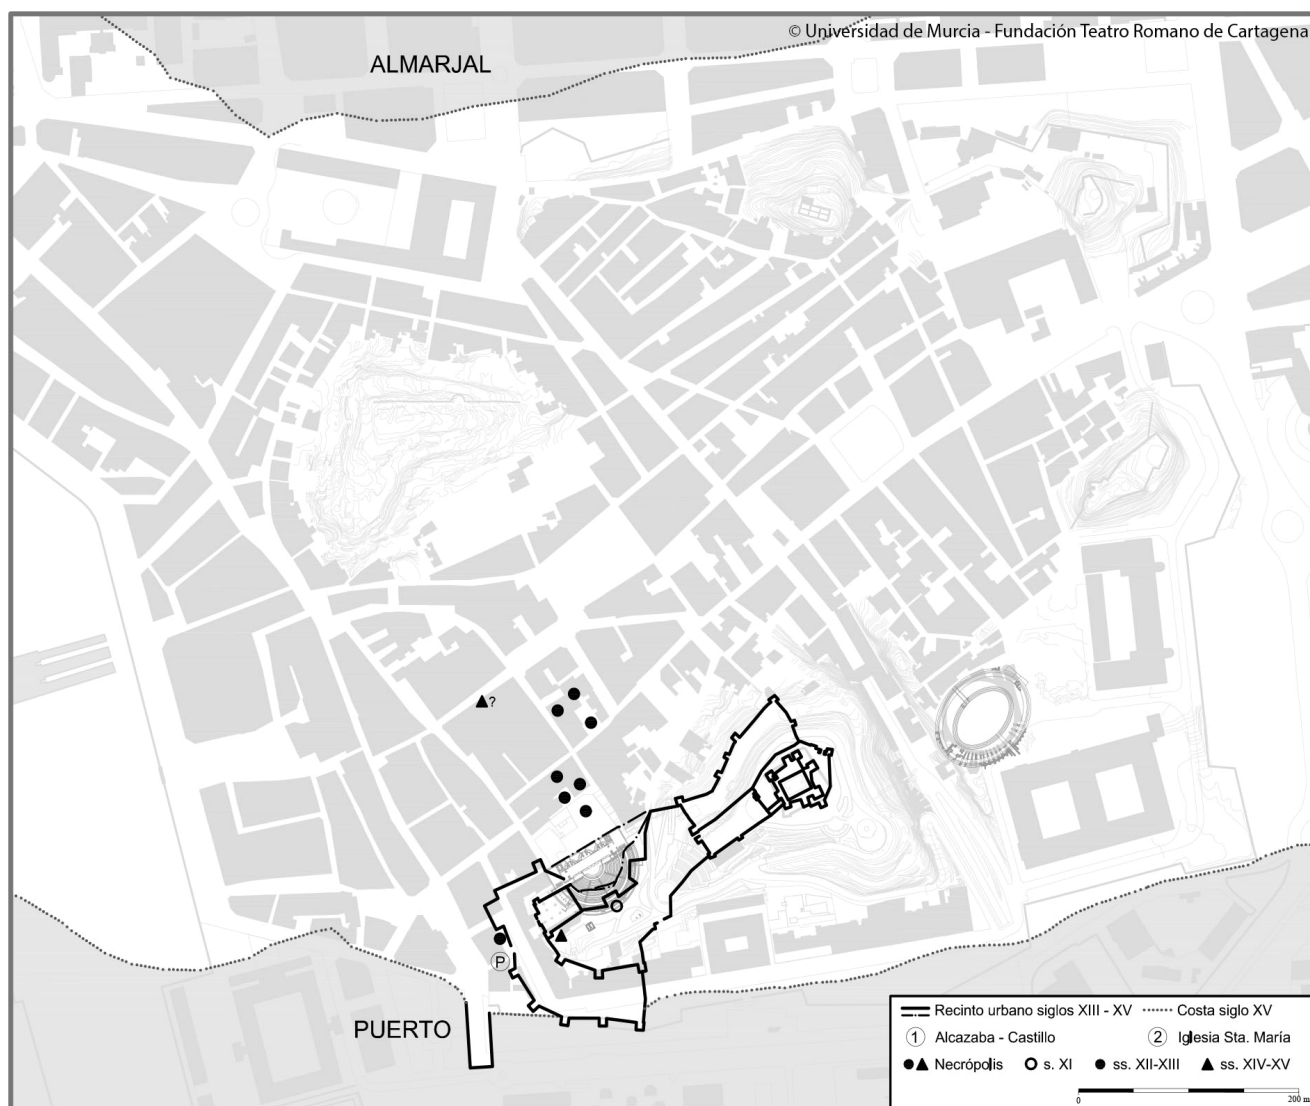 © Universidad de Murcia - Fundación Teatro Romano de Cartagena
ALMARJAL
?
P
PUERTO
Recinto urbano siglos XIII - XV
Costa siglo XV
1 Alcazaba - Castillo
2 Iglesia Sta. María
Necrópolis
s. XI
ss. XII-XIII
ss. XIV-XV
0
200 m